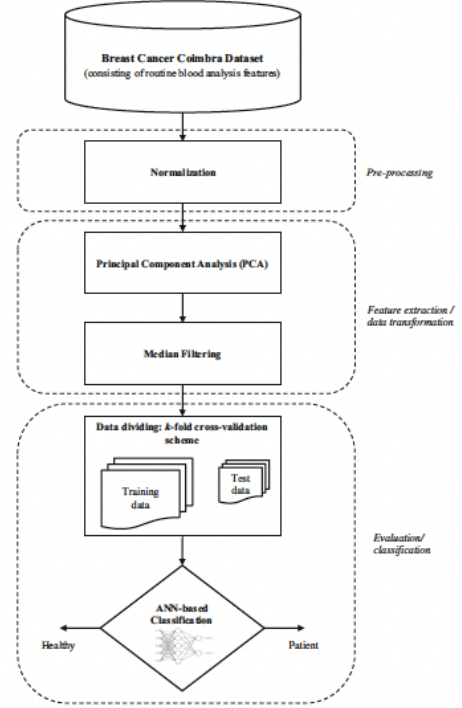 Breast Cancer Coimbra Dataset
(consisting of routine blood analysis features)
Normalization
Pre-processing
Principal Component Analysis (PCA)
Feature extraction /
data transformation
Median Filtering
Data dividing: k-fold cross-validation
scheme
Training
data
Test
data
Evaluation/
classification
ANN-based
Classification
Healthy
Patient